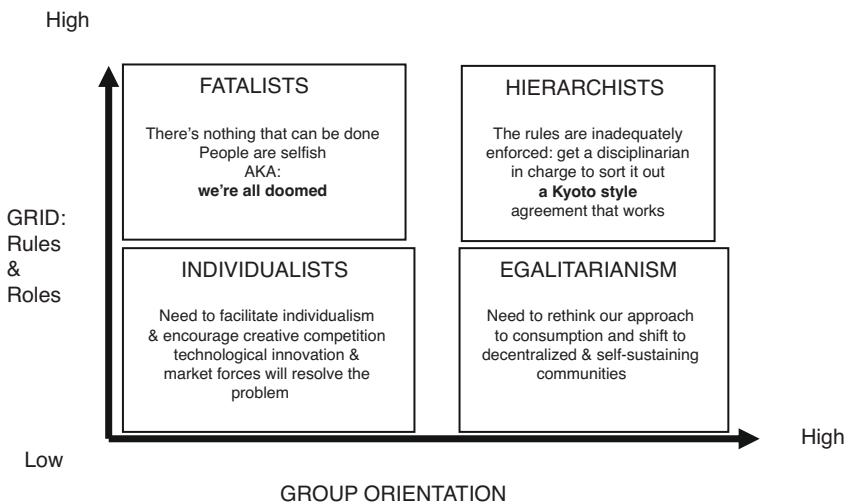 High
FATALISTS
There's nothing that can be done
People are selfish
AKA:
we're all doomed
HIERARCHISTS
The rules are inadequately
enforced: get a disciplinarian
in charge to sort it out
a Kyoto style
agreement that works
GRID:
Rules
&
Roles
INDIVIDUALISTS
Need to facilitate individualism
& encourage creative competition
technological innovation &
market forces will resolve the
problem
EGALITARIANISM
Need to rethink our approach
to consumption and shift to
decentralized & self-sustaining
communities
Low
High
GROUP ORIENTATION